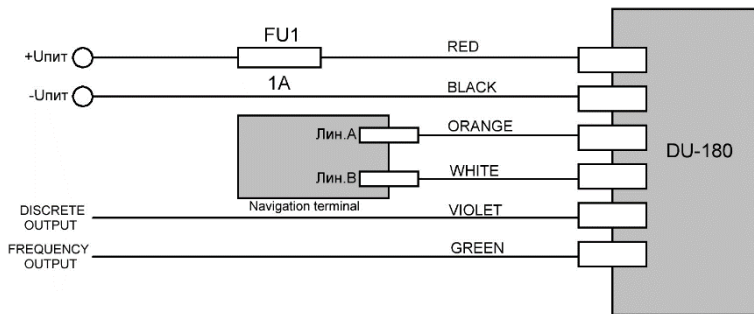 FU1
+Uпит
RED
1A
-Uпит
BLACK
Лин.А
ORANGE
DU-180
Лин.В
WHITE
Navigation terminal
DISCRETE
OUTPUT
VIOLET
FREQUENCY
OUTPUT
GREEN